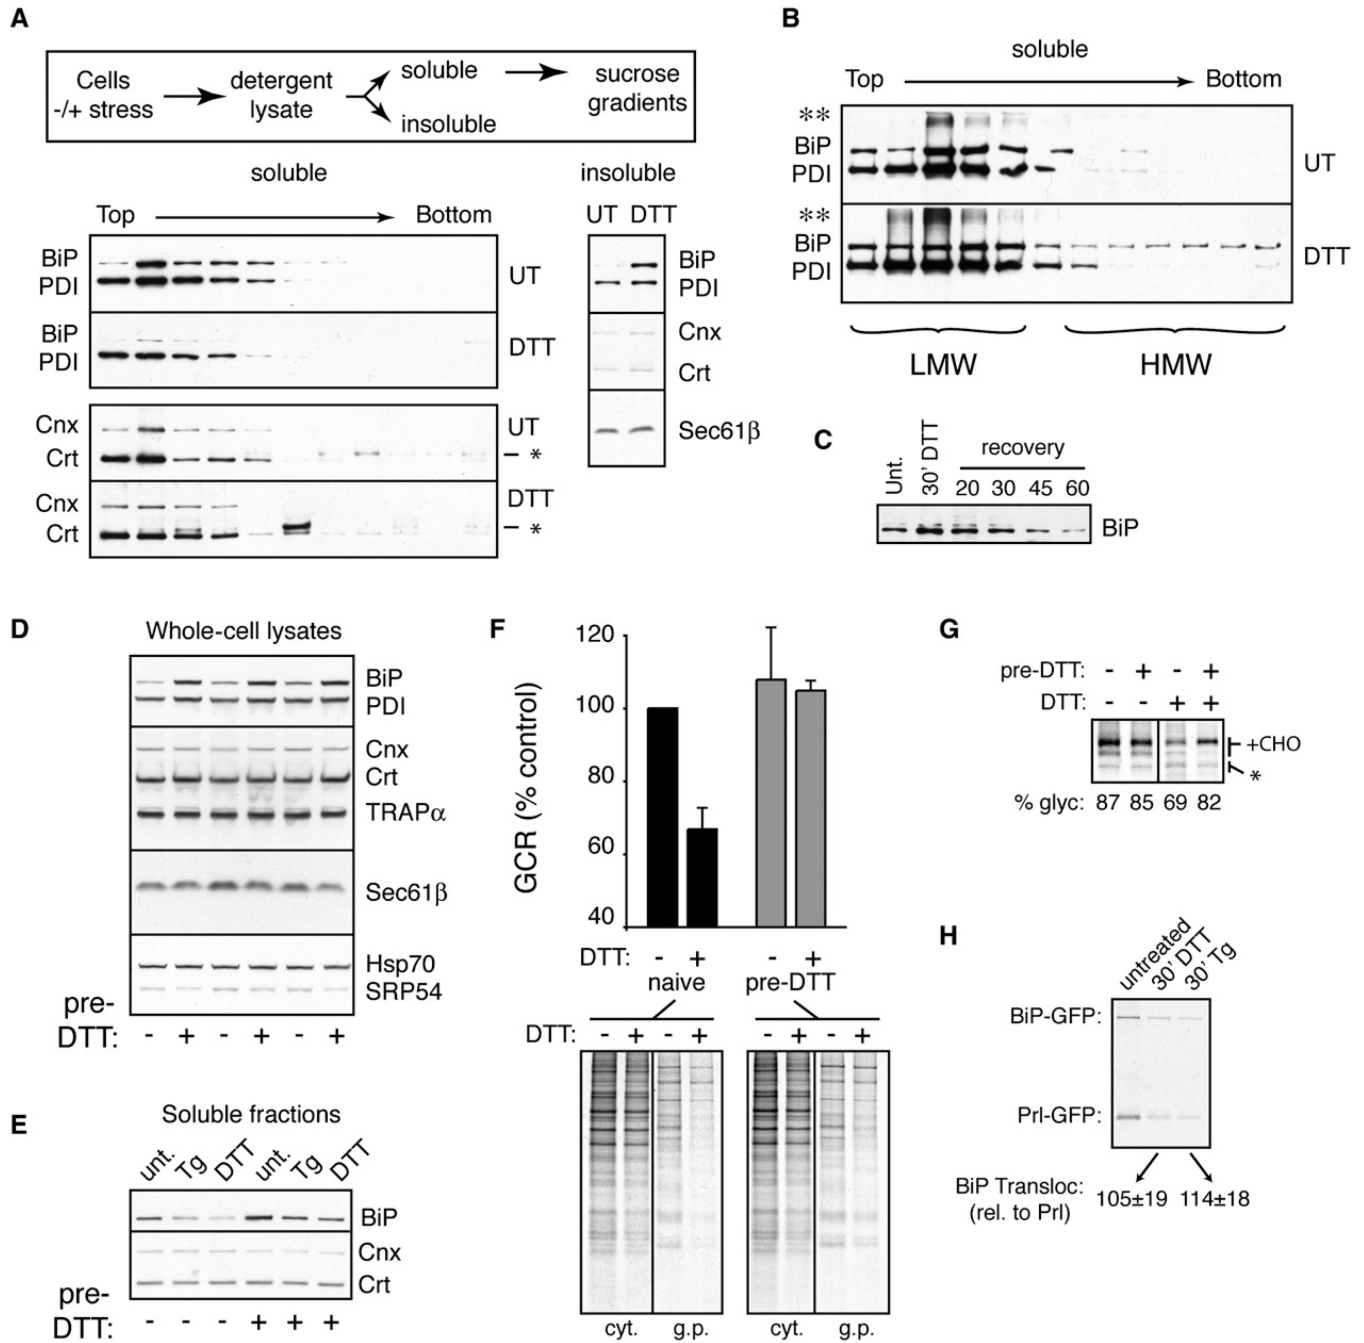 A
Cells
-/+ stress
detergent
lysate
soluble
insoluble
sucrose
gradients
soluble
insoluble
Top
Bottom
UT DTT
BiP
PDI
UT
BiP
PDI
DTT
Cnx
Crt
UT
*
Cnx
Crt
DTT
*
BiP
PDI
Cnx
Crt
Sec61β
B
soluble
Top
Bottom
**
BiP
PDI
UT
**
BiP
PDI
DTT
LMW
HMW
C
Unt.
30' DTT
recovery
20 30 45 60
BiP
D
Whole-cell lysates
BiP
PDI
Cnx
Crt
TRAPα
Sec61β
Hsp70
SRP54
pre-
DTT: - + - + - +
E
Soluble fractions
unt. Tg DTT unt. Tg DTT
BiP
Cnx
Crt
pre-
DTT: - - - + + +
F
GCR (% control)
120
100
80
60
40
DTT: - + - +
naive pre-DTT
DTT: - + - + - + - +
cyt. g.p. cyt. g.p.
G
pre-DTT: - + - +
DTT: - - + +
+CHO
*
% glyc: 87 85 69 82
H
untreated
30' DTT
30' Tg
BiP-GFP:
Prl-GFP:
BiP Transloc: 105±19 114±18
(rel. to Prl)